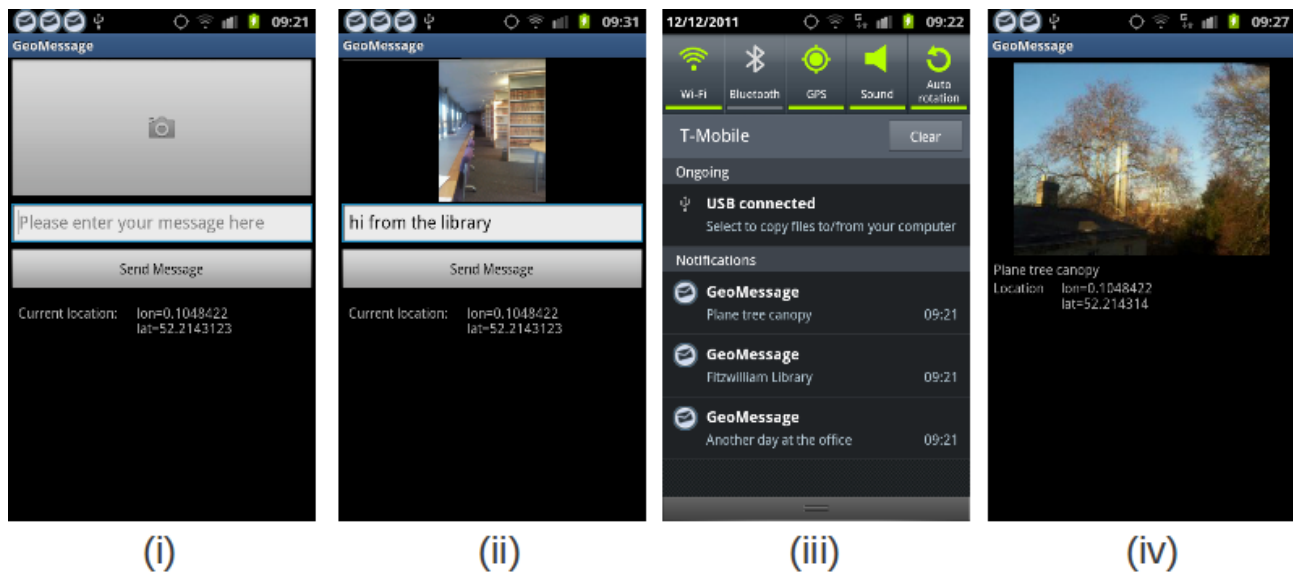 09:21
GeoMessage
Please enter your message here
Send Message
Current location: lon=0.1048422
lat=52.2143123
(i)
09:31
GeoMessage
hi from the library
Send Message
Current location: lon=0.1048422
lat=52.2143123
(ii)
12/12/2011 09:22
Wi-Fi Bluetooth GPS Sound Auto rotation
T-Mobile Clear
Ongoing
USB connected
Select to copy files to/from your computer
Notifications
GeoMessage
Plane tree canopy 09:21
GeoMessage
Fitzwilliam Library 09:21
GeoMessage
Another day at the office 09:21
(iii)
09:27
GeoMessage
Plane tree canopy
Location lon=0.1048422
lat=52.214314
(iv)